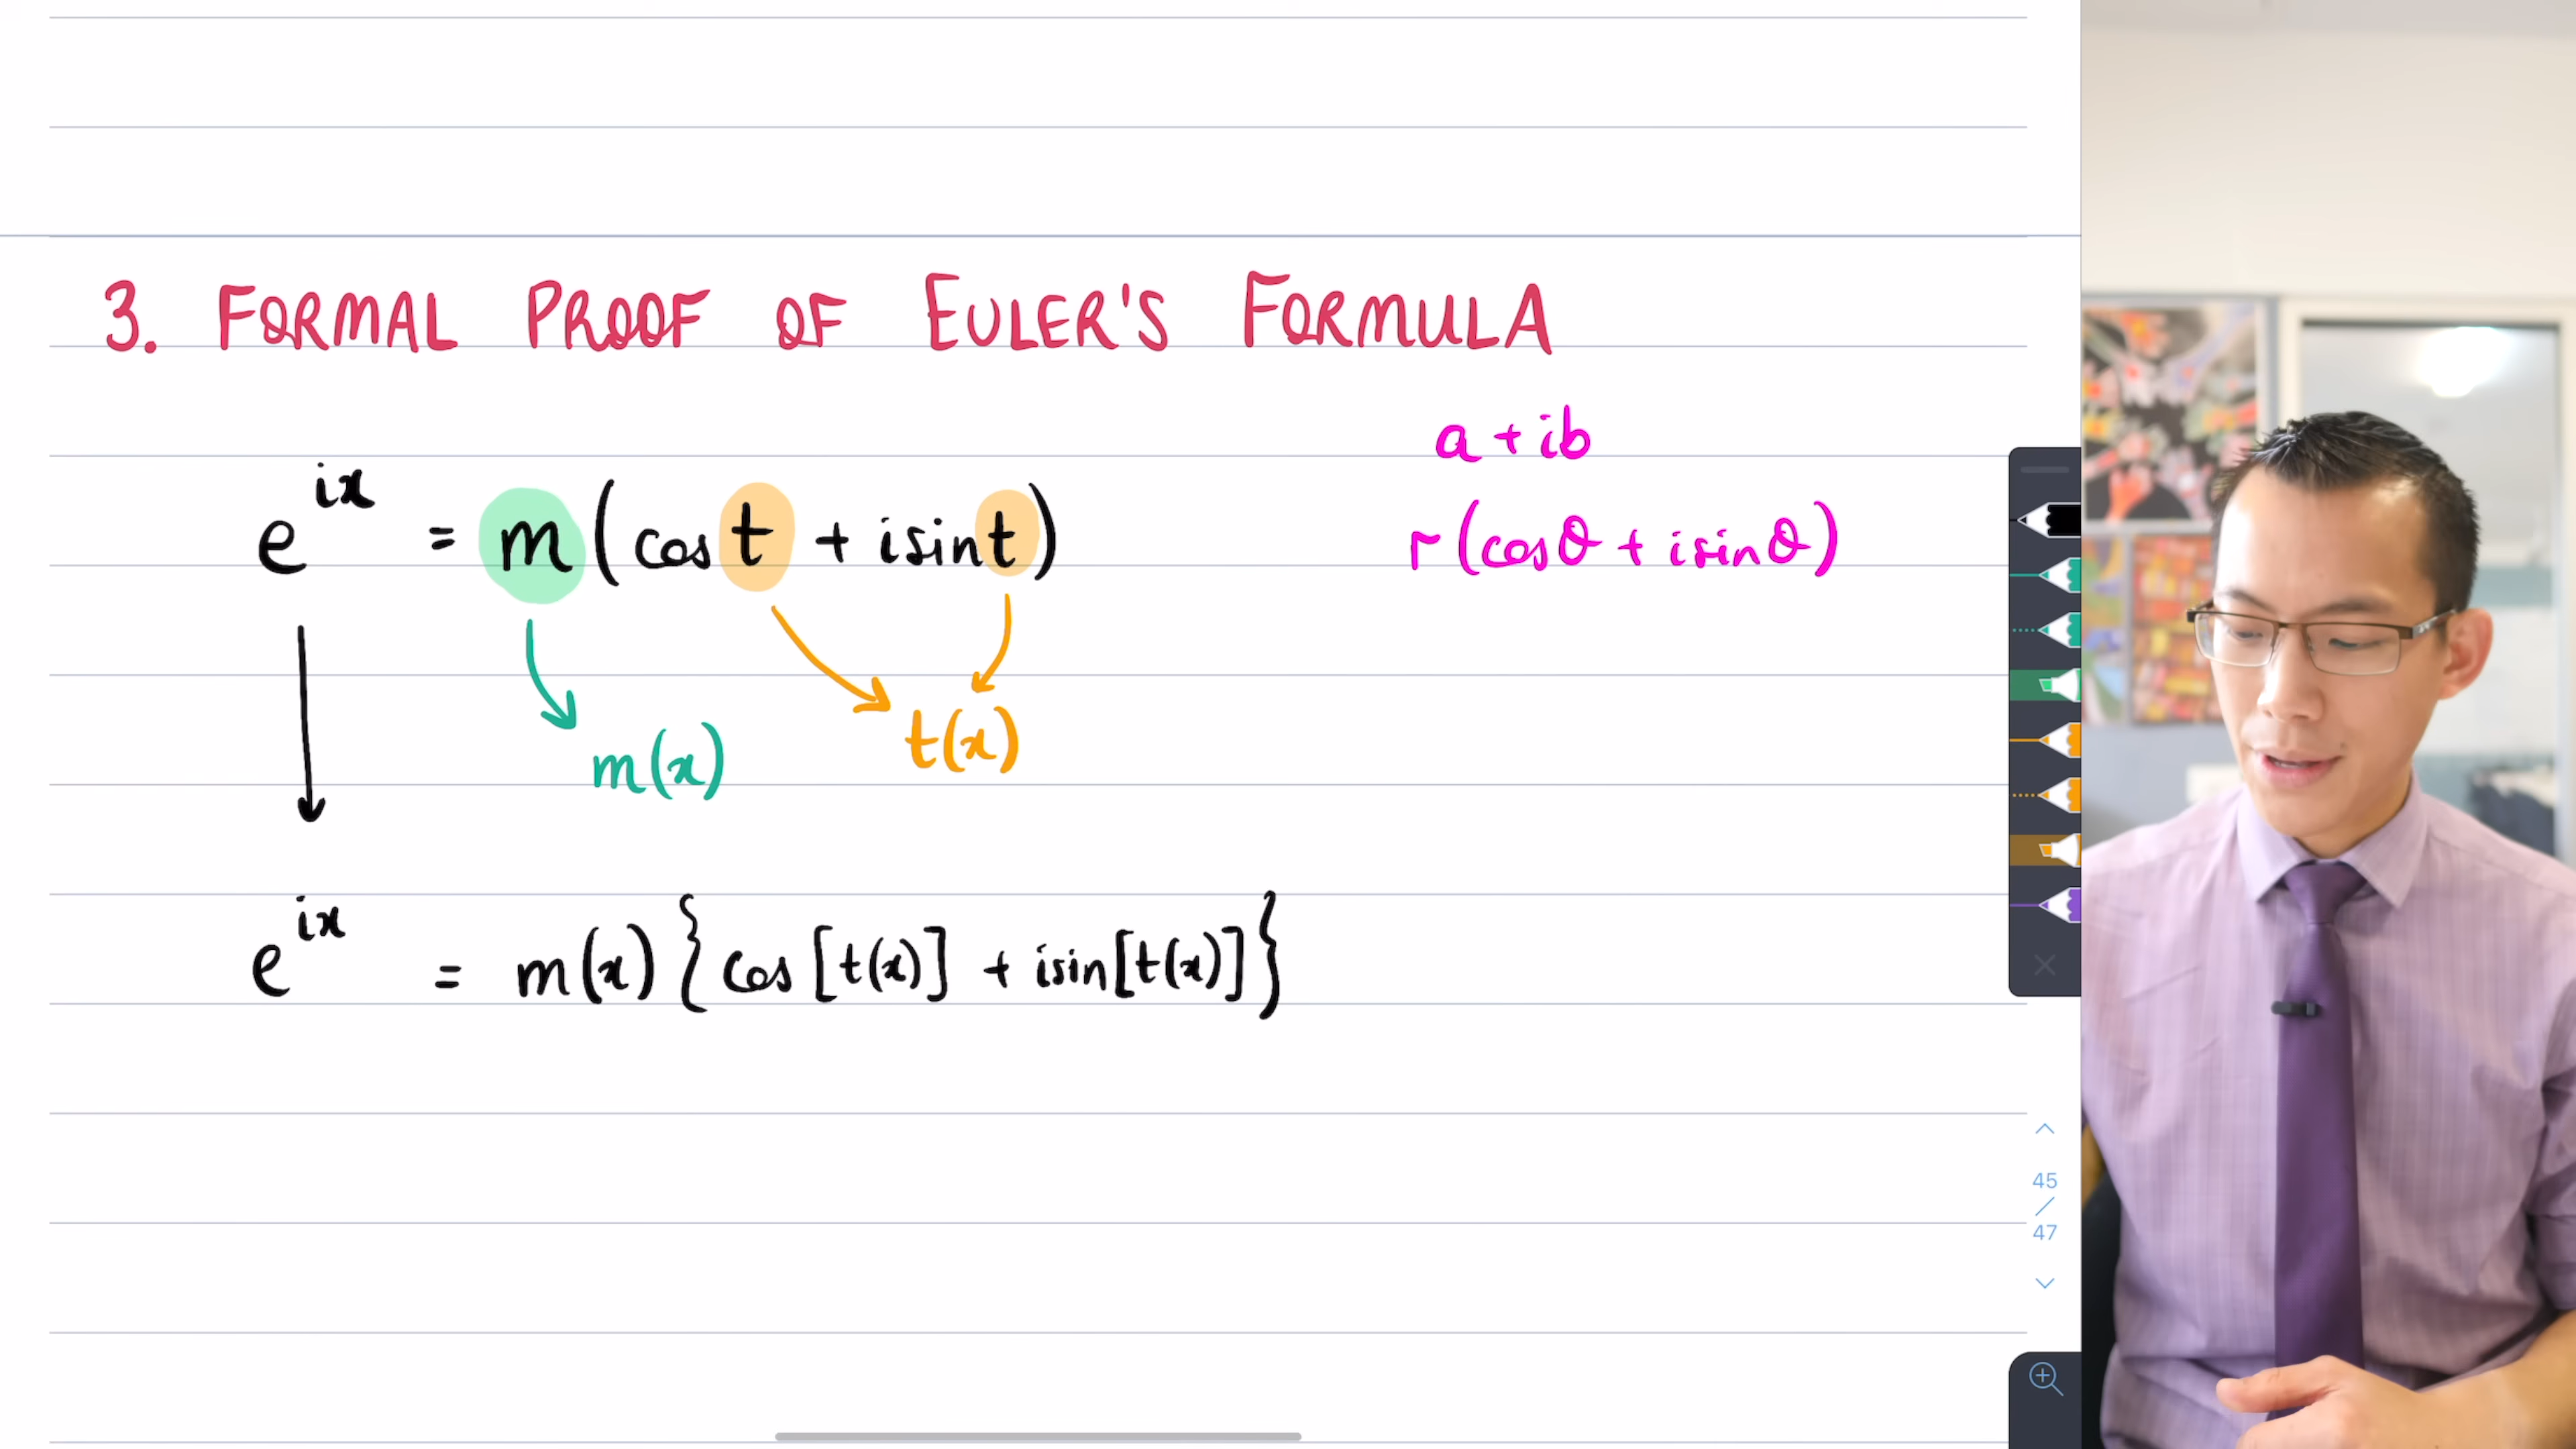 3. FORMAL PROOF OF EULER'S FORMULA
a + ib
e^{ix} = m (cos t + i sin t)
r (cos θ + i sin θ)
m(x)
t(x)
e^{ix} = m(x) { cos [t(x)] + i sin [t(x)] }
45
/
47